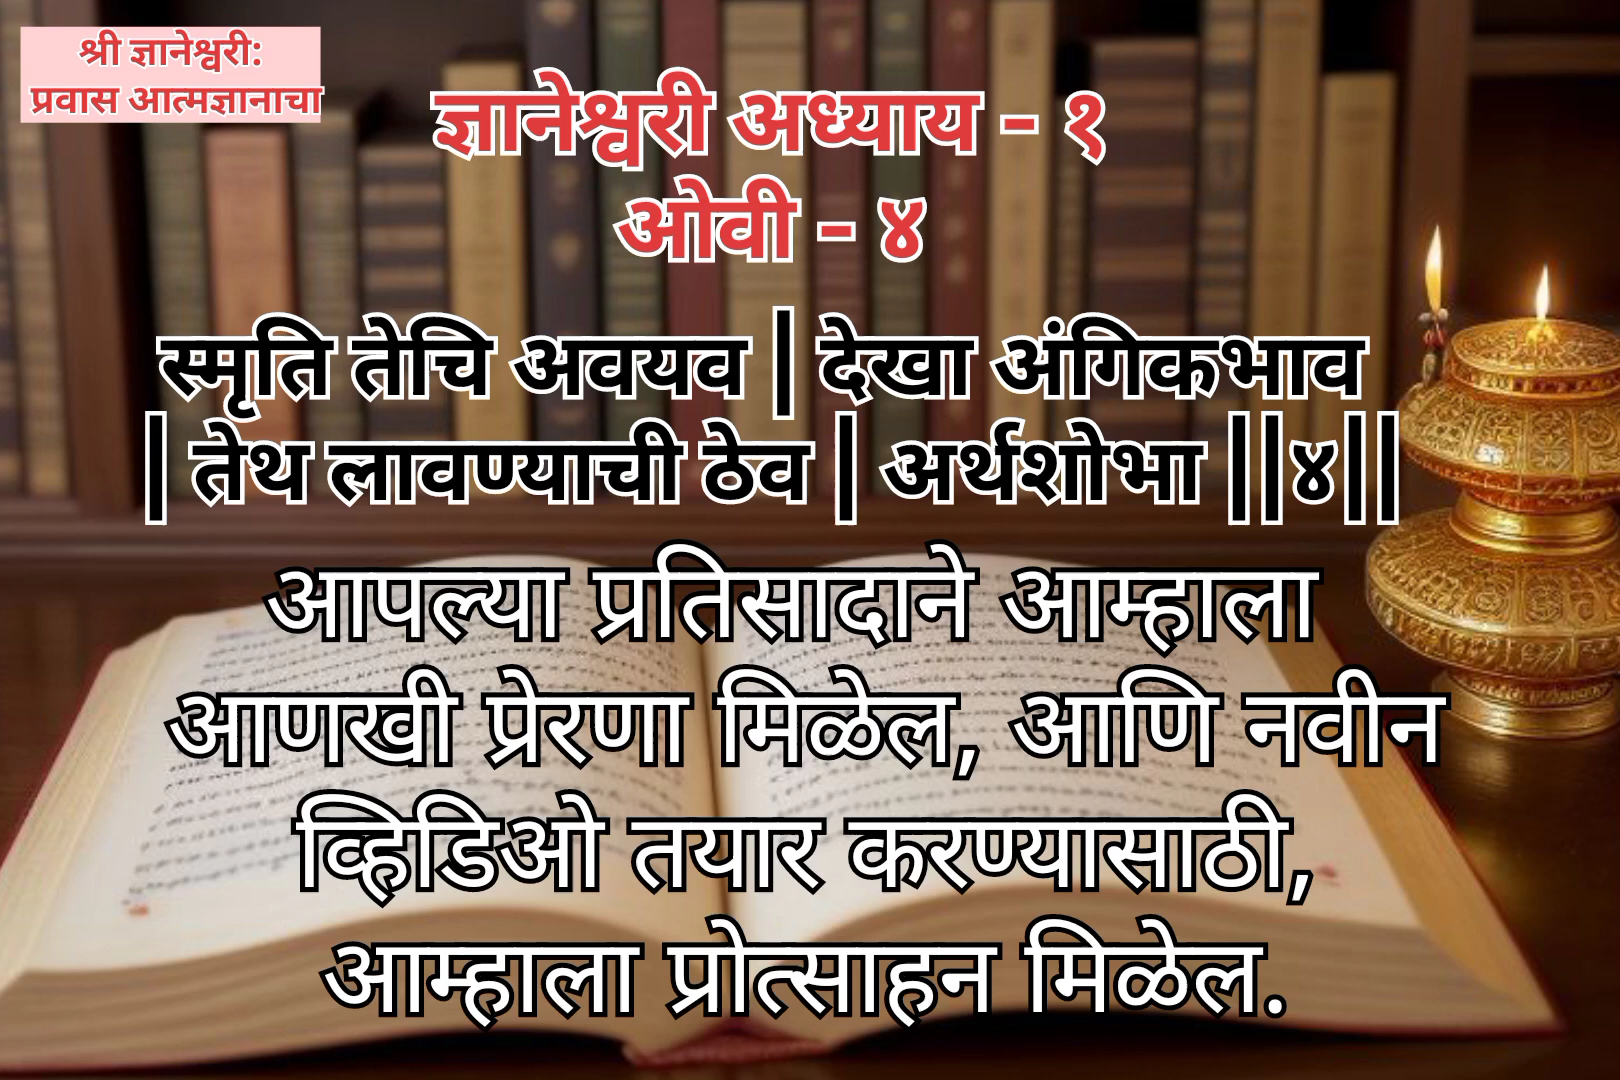 श्री ज्ञानेश्वरी:
प्रवास आत्मज्ञानाचा
ज्ञानेश्वरी अध्याय - १
ओवी - ४
स्मृति तेचि अवयव | देखा अंगिकभाव
| तेथ लावण्याची ठेव | अर्थशोभा ||४||
आपल्या प्रतिसादाने आम्हाला
आणखी प्रेरणा मिळेल, आणि नवीन
व्हिडिओ तयार करण्यासाठी,
आम्हाला प्रोत्साहन मिळेल.